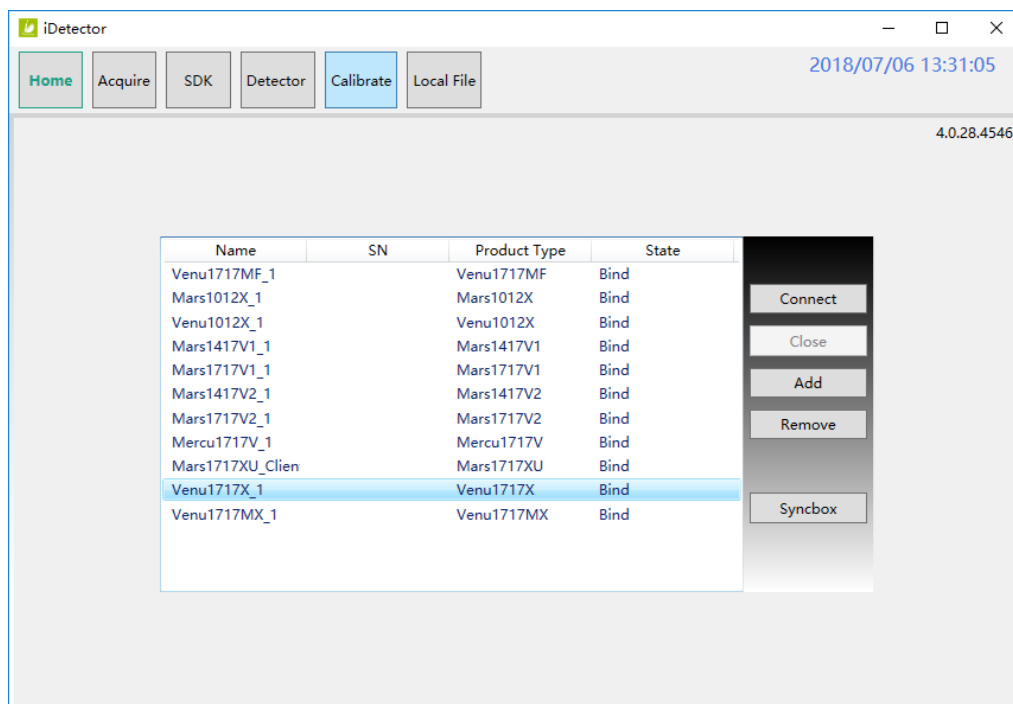 iDetector
Home Acquire SDK Detector Calibrate Local File 2018/07/06 13:31:05
4.0.28.4546
Name SN Product Type State
Venu1717MF_1 Venu1717MF Bind
Mars1012X_1 Mars1012X Bind
Venu1012X_1 Venu1012X Bind
Mars1417V1_1 Mars1417V1 Bind
Mars1717V1_1 Mars1717V1 Bind
Mars1417V2_1 Mars1417V2 Bind
Mars1717V2_1 Mars1717V2 Bind
Mercu1717V_1 Mercu1717V Bind
Mars1717XU_Clien Mars1717XU Bind
Venu1717X_1 Venu1717X Bind
Venu1717MX_1 Venu1717MX Bind
Connect
Close
Add
Remove
Syncbox